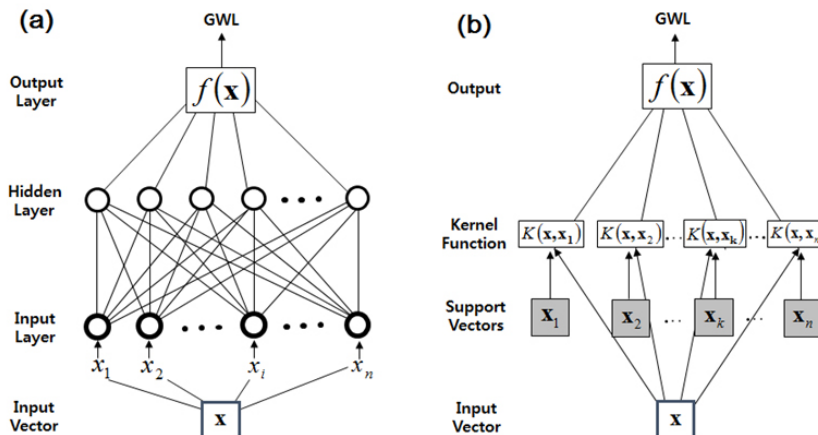 (a)
GWL
Output
Layer
f(x)
Hidden
Layer
Input
Layer
x1 x2 xi xn
Input
Vector
x
(b)
GWL
Output
f(x)
Kernel
Function
K(x,x1) K(x,x2) ... K(x,xk) ... K(x,xn
Support
Vectors
x1 x2 ... xk ... xn
Input
Vector
x